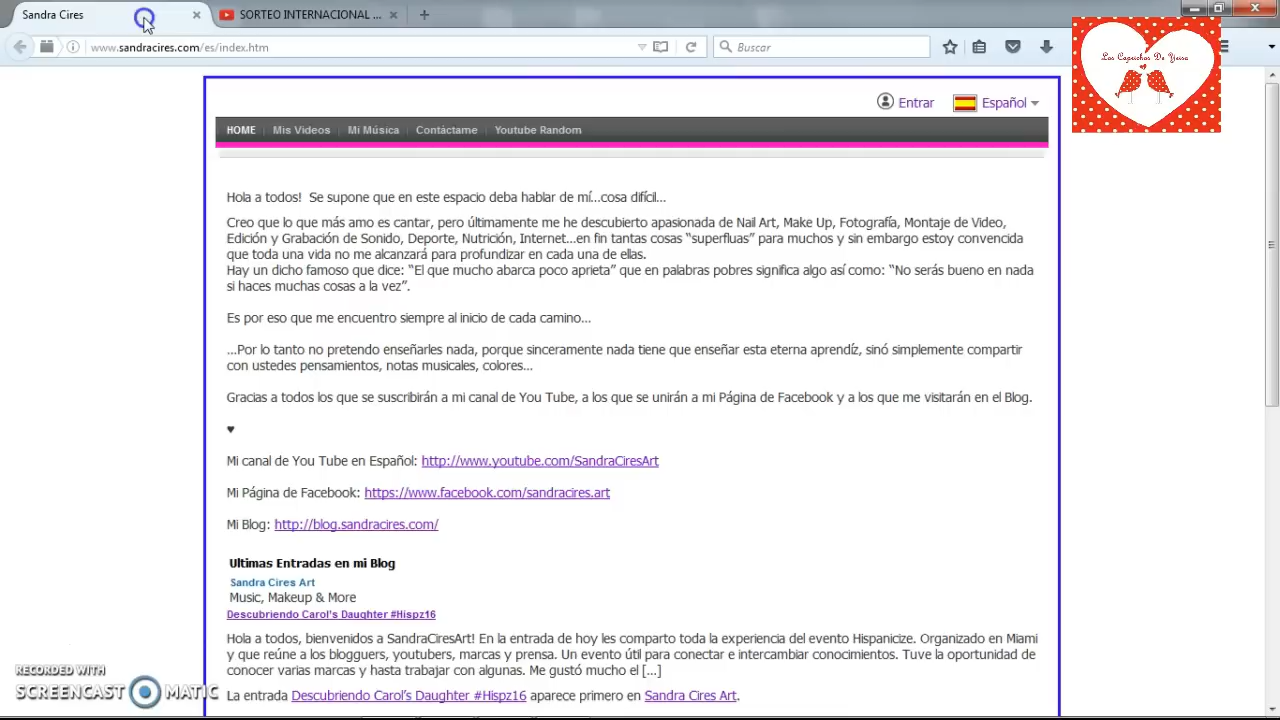 Sandra Cires
SORTEO INTERNACIONAL ...
www.sandracires.com/es/index.htm
Buscar
Los Caprichos De Yessa
Entrar
Español
HOME Mis Videos Mi Música Contáctame Youtube Random
Hola a todos!  Se supone que en este espacio deba hablar de mí...cosa difícil...
Creo que lo que más amo es cantar, pero últimamente me he descubierto apasionada de Nail Art, Make Up, Fotografía, Montaje de Video,
Edición y Grabación de Sonido, Deporte, Nutrición, Internet...en fin tantas cosas “superfluas” para muchos y sin embargo estoy convencida
que toda una vida no me alcanzará para profundizar en cada una de ellas.
Hay un dicho famoso que dice: “El que mucho abarca poco aprieta” que en palabras pobres significa algo así como: “No serás bueno en nada
si haces muchas cosas a la vez”.
Es por eso que me encuentro siempre al inicio de cada camino...
...Por lo tanto no pretendo enseñarles nada, porque sinceramente nada tiene que enseñar esta eterna aprendíz, sinó simplemente compartir
con ustedes pensamientos, notas musicales, colores...
Gracias a todos los que se suscribirán a mi canal de You Tube, a los que se unirán a mi Página de Facebook y a los que me visitarán en el Blog.
♥
Mi canal de You Tube en Español: http://www.youtube.com/SandraCiresArt
Mi Página de Facebook: https://www.facebook.com/sandracires.art
Mi Blog: http://blog.sandracires.com/
Ultimas Entradas en mi Blog
Sandra Cires Art
Music, Makeup & More
Descubriendo Carol's Daughter #Hispz16
Hola a todos, bienvenidos a SandraCiresArt! En la entrada de hoy les comparto toda la experiencia del evento Hispanicize. Organizado en Miami
y que reúne a los blogguers, youtubers, marcas y prensa. Un evento útil para conectar e intercambiar conocimientos. Tuve la oportunidad de
conocer varias marcas y hasta trabajar con algunas. Me gustó mucho el [...]
La entrada Descubriendo Carol's Daughter #Hispz16 aparece primero en Sandra Cires Art.
RECORDED WITH
SCREENCAST MATIC